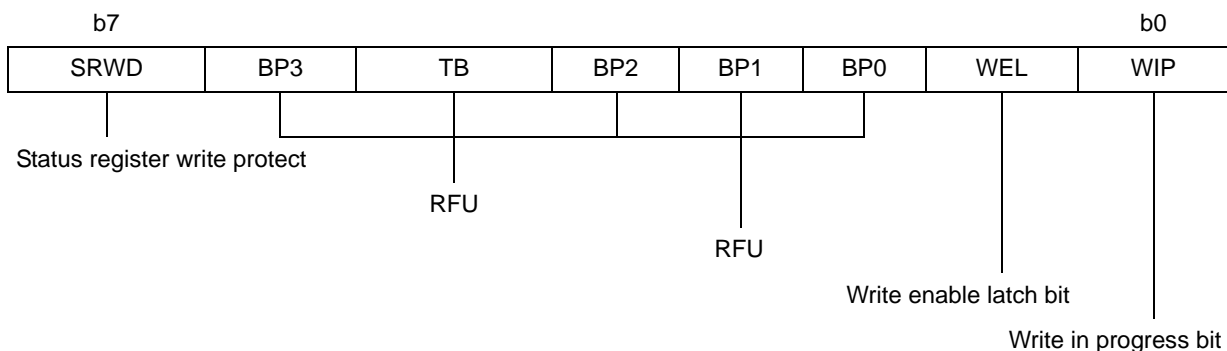 b7 b0
SRWD BP3 TB BP2 BP1 BP0 WEL WIP
Status register write protect
RFU
RFU
Write enable latch bit
Write in progress bit